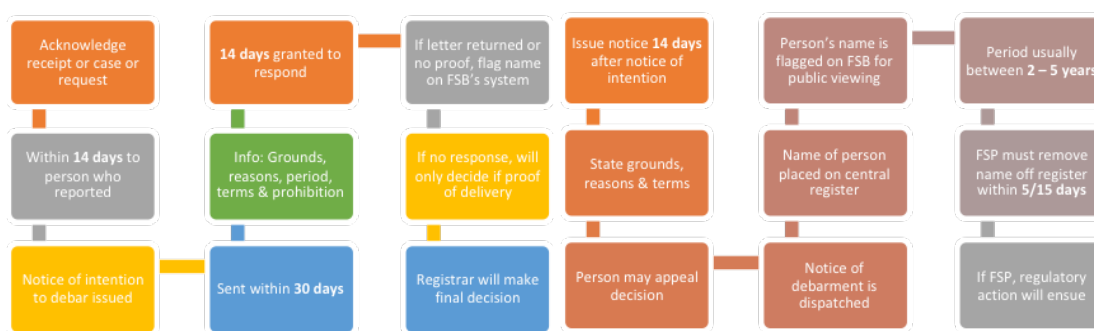 Acknowledge
receipt or case or
request
Within 14 days to
person who
reported
Notice of intention
to debar issued
Sent within 30 days
Info: Grounds,
reasons, period,
terms & prohibition
14 days granted to
respond
If letter returned or
no proof, flag name
on FSB's system
If no response, will
only decide if proof
of delivery
Registrar will make
final decision
Issue notice 14 days
after notice of
intention
State grounds,
reasons & terms
Person may appeal
decision
Notice of
debarment is
dispatched
Name of person
placed on central
register
Person's name is
flagged on FSB for
public viewing
Period usually
between 2 – 5 years
FSP must remove
name off register
within 5/15 days
If FSP, regulatory
action will ensue